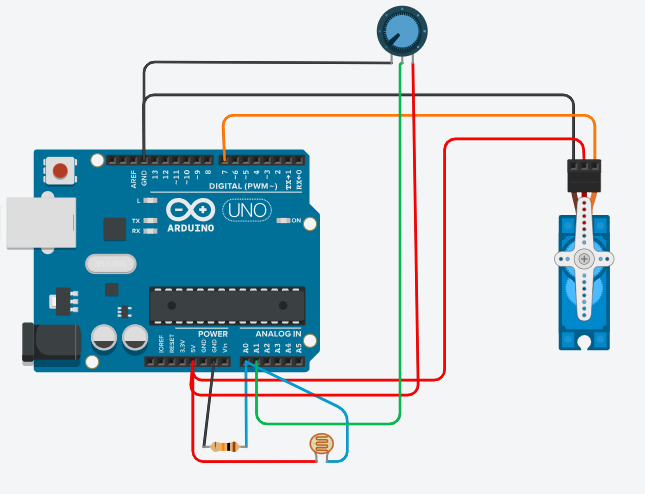 AREF
GND
13
12
~11
~10
~9
8
7
~6
~5
4
~3
2
TX→1
RX←0
DIGITAL (PWM~)
L
TX
RX
UNO
ON
ARDUINO
POWER
ANALOG IN
IOREF
RESET
3.3V
5V
GND
GND
Vin
A0
A1
A2
A3
A4
A5